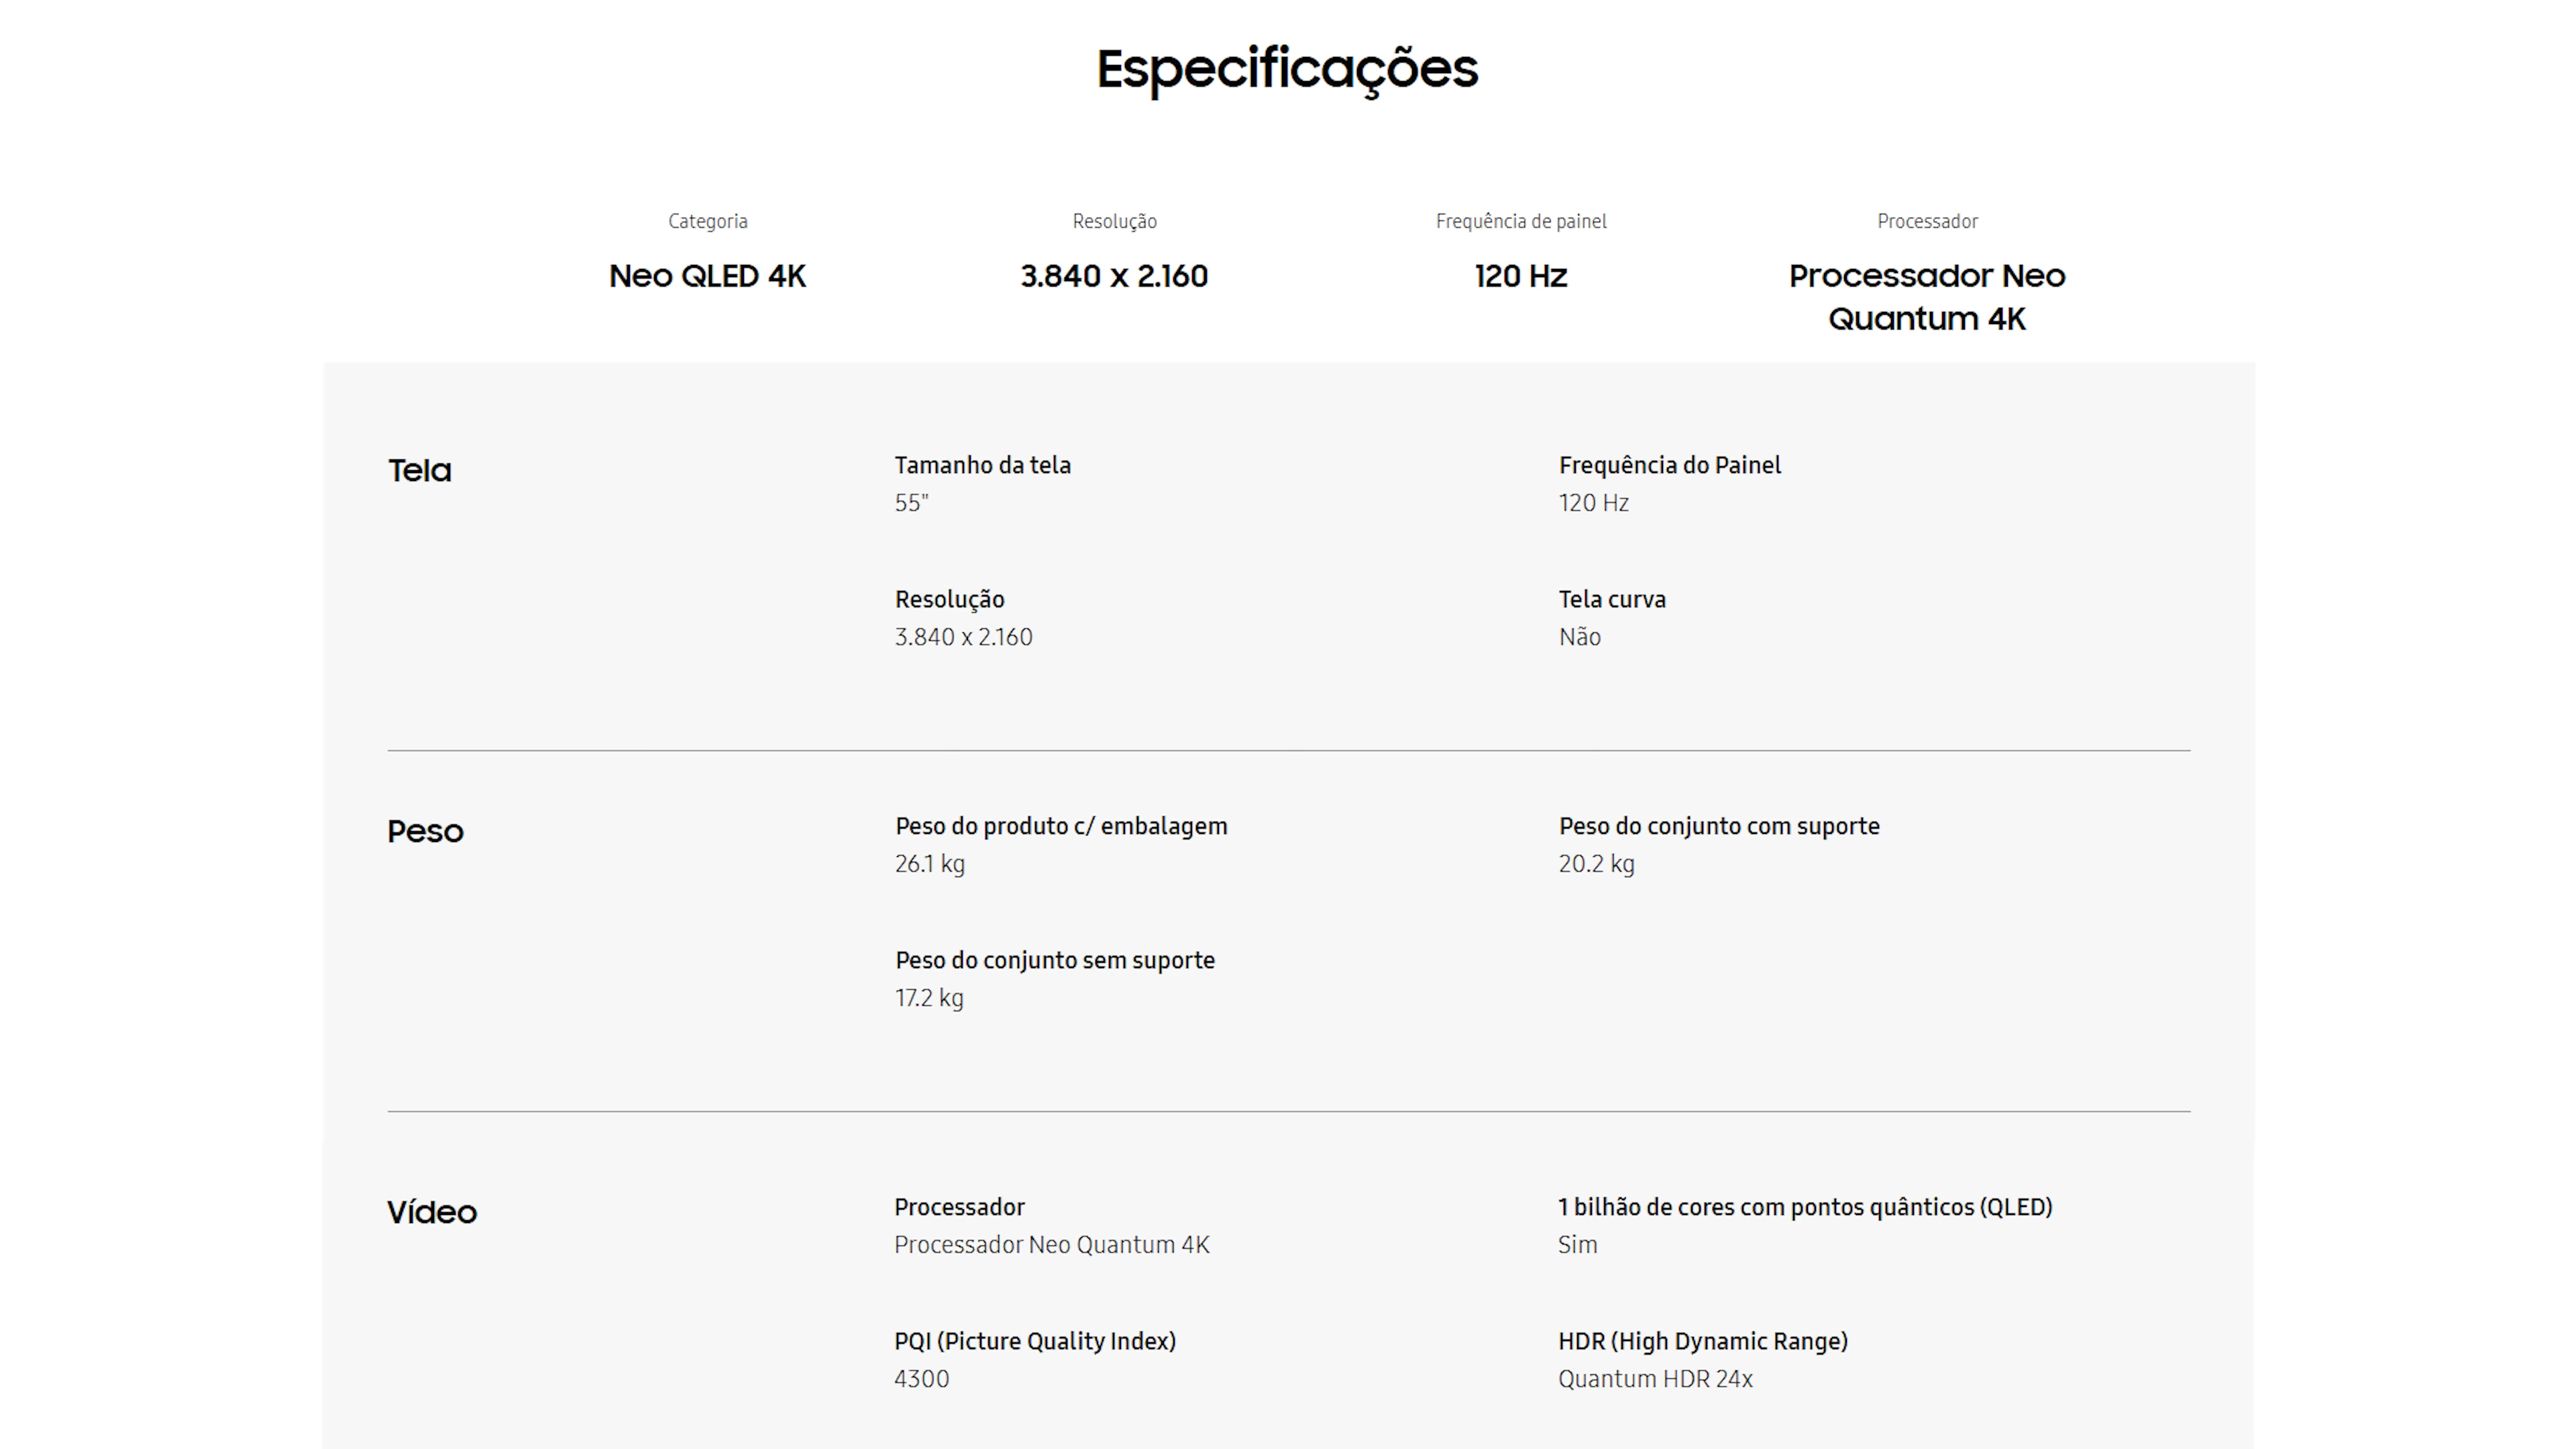 Especificações
Categoria
Neo QLED 4K
Resolução
3.840 x 2.160
Frequência de painel
120 Hz
Processador
Processador Neo
Quantum 4K
Tela
Tamanho da tela
55"
Frequência do Painel
120 Hz
Resolução
3.840 x 2.160
Tela curva
Não
Peso
Peso do produto c/ embalagem
26.1 kg
Peso do conjunto com suporte
20.2 kg
Peso do conjunto sem suporte
17.2 kg
Vídeo
Processador
Processador Neo Quantum 4K
1 bilhão de cores com pontos quânticos (QLED)
Sim
PQI (Picture Quality Index)
4300
HDR (High Dynamic Range)
Quantum HDR 24x